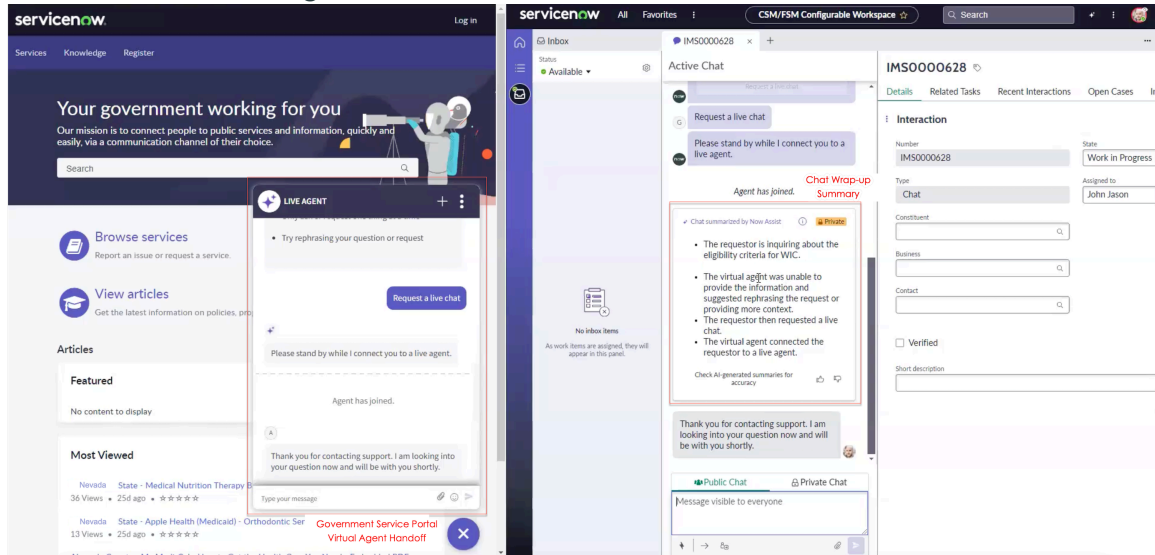 servicenow
Log in
Services Knowledge Register
Your government working for you
Our mission is to connect people to public services and information, quickly and
easily, via a communication channel of their choice.
Search
Browse services
Report an issue or request a service.
View articles
Get the latest information on policies,
Articles
Featured
No content to display
Most Viewed
Nevada State - Medical Nutrition Therapy
36 Views • 25d ago •
Nevada State - Apple Health (Medicaid) - Orthodontic Ser
13 Views • 25d ago •
LIVE AGENT
• Try rephrasing your question or request
Request a live chat
Please stand by while I connect you to a live agent.
Agent has joined.
A
Thank you for contacting support. I am looking into
your question now and will be with you shortly.
Type your message
Government Service Portal
Virtual Agent Handoff
servicenow All Favorites
CSM/FSM Configurable Workspace
Search
Inbox
Status
Available
No inbox items
As work items are assigned, they will
appear in this panel.
IMS0000628
Active Chat
now
Request a live chat
G
Request a live chat
Please stand by while I connect you to a
live agent.
now
Agent has joined.
Chat Wrap-up
Summary
Chat summarized by Now Assist
Private
• The requestor is inquiring about the
eligibility criteria for WIC.
• The virtual agent was unable to
provide the information and
suggested rephrasing the request or
providing more context.
• The requestor then requested a live
chat.
• The virtual agent connected the
requestor to a live agent.
Check AI-generated summaries for
accuracy
Thank you for contacting support. I am
looking into your question now and will
be with you shortly.
Public Chat Private Chat
Message visible to everyone
IMS0000628
Details Related Tasks Recent Interactions Open Cases
Interaction
Number
IMS0000628
State
Work in Progress
Type
Chat
Assigned to
John Jason
Constituent
Business
Contact
Verified
Short description